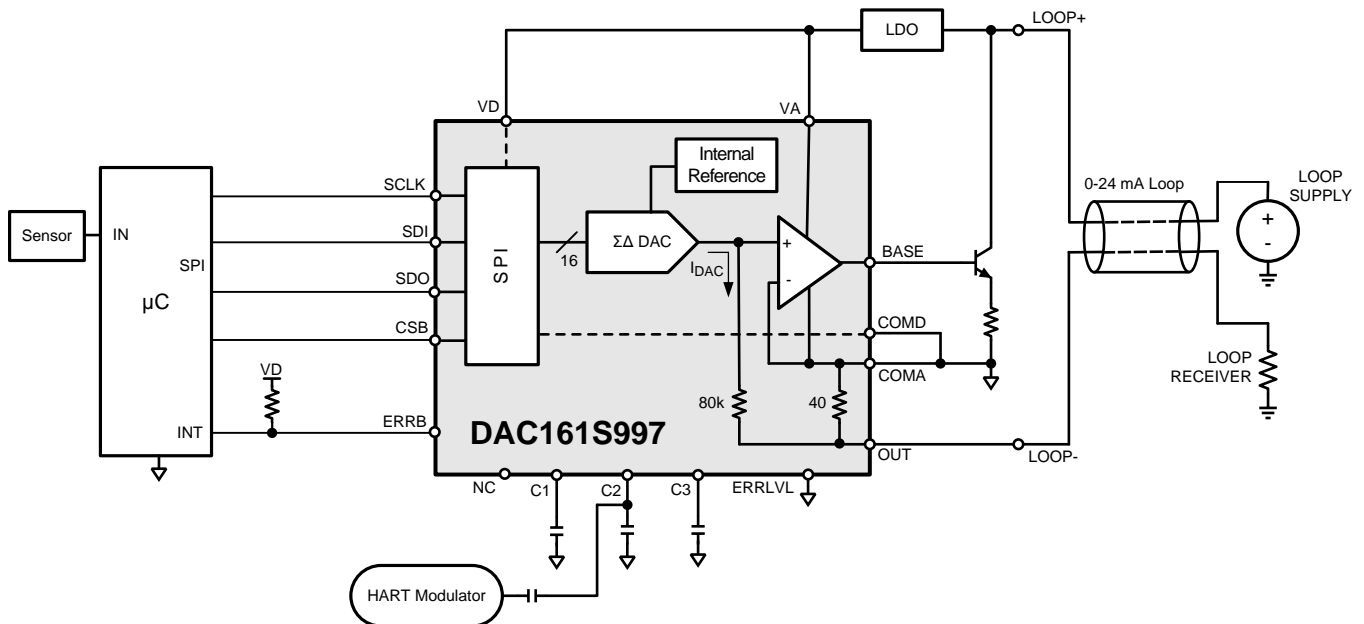 LDO
LOOP+
VD
VA
Internal
Reference
0-24 mA Loop
LOOP
SUPPLY
+
-
Sensor
IN
SPI
µC
INT
SCLK
SDI
SDO
CSB
VD
ERRB
SPI
16
ΣΔ DAC
IDAC
+
-
BASE
COMD
COMA
80k
40
LOOP
RECEIVER
DAC161S997
OUT
LOOP-
NC
C1
C2
C3
ERRLVL
HART Modulator